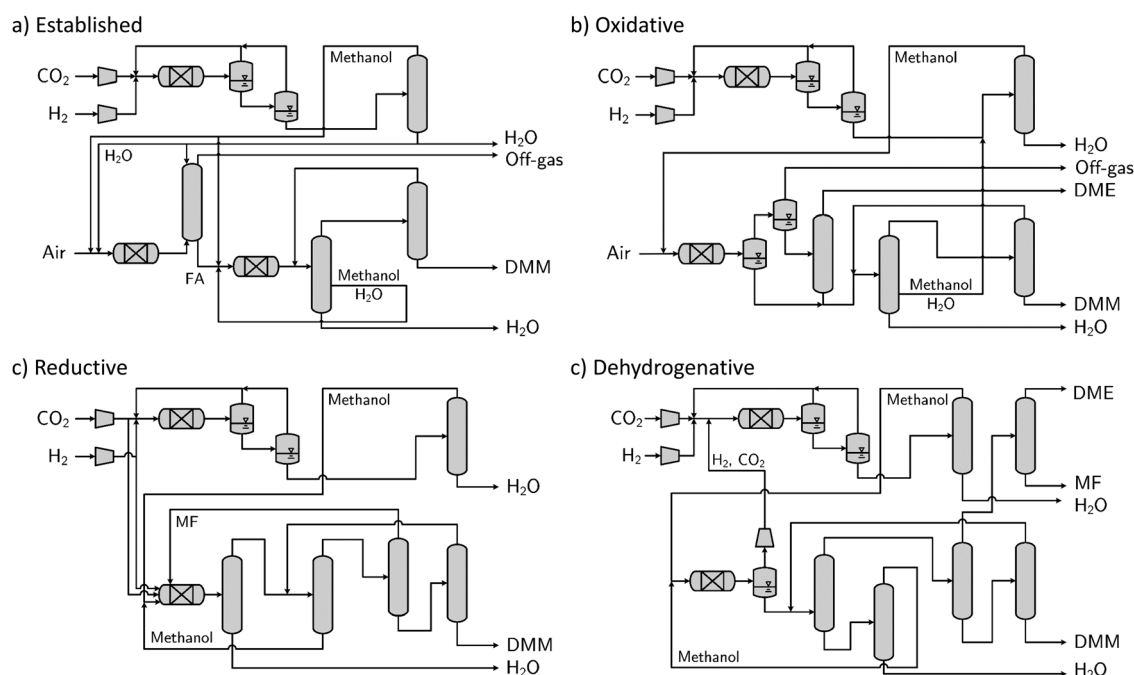 a) Established
Methanol
CO₂
H₂
H₂O
Off-gas
H₂O
Air
FA
Methanol
H₂O
DMM
H₂O
b) Oxidative
Methanol
CO₂
H₂
H₂O
Off-gas
DME
Air
Methanol
H₂O
DMM
H₂O
c) Reductive
Methanol
CO₂
H₂
H₂O
MF
Methanol
DMM
H₂O
c) Dehydrogenative
DME
Methanol
CO₂
H₂
H₂, CO₂
MF
H₂O
Methanol
DMM
H₂O